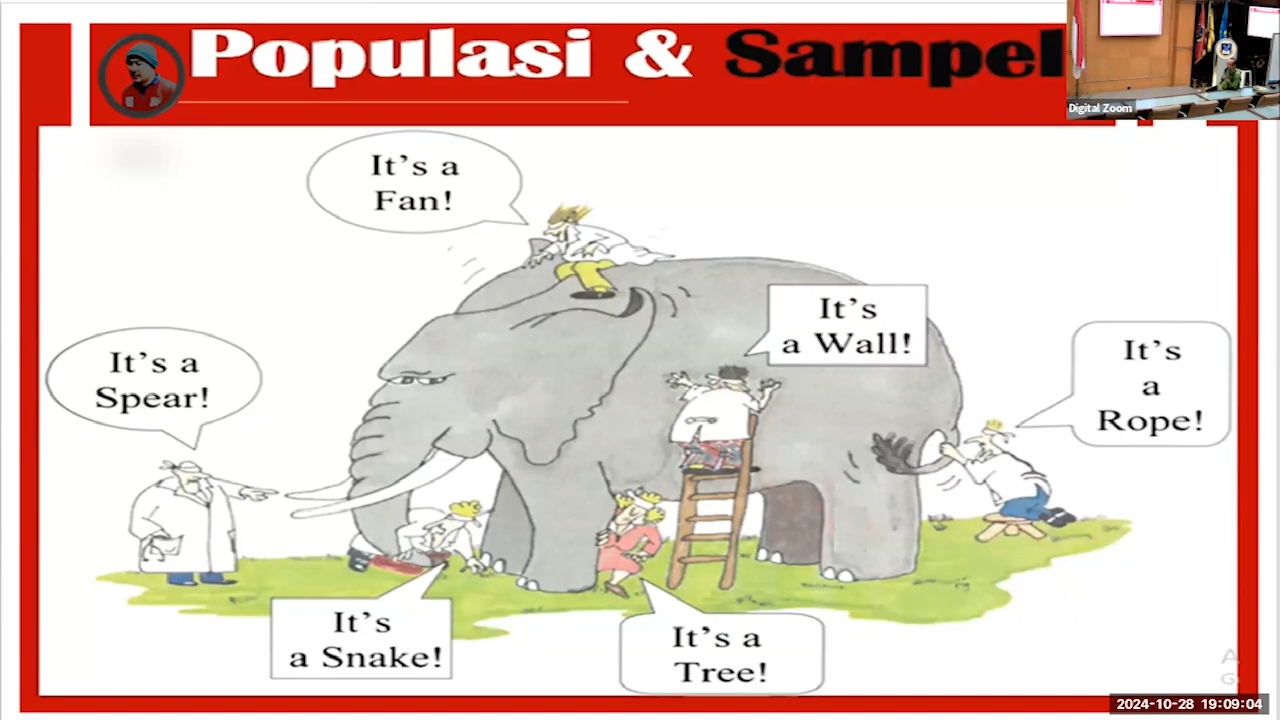 Populasi & Sampel
Digital Zoom
It's a
Fan!
It's
a Wall!
It's
a
Rope!
It's a
Spear!
It's
a Snake!
It's a
Tree!
A
G
2024-10-28 19:09:04